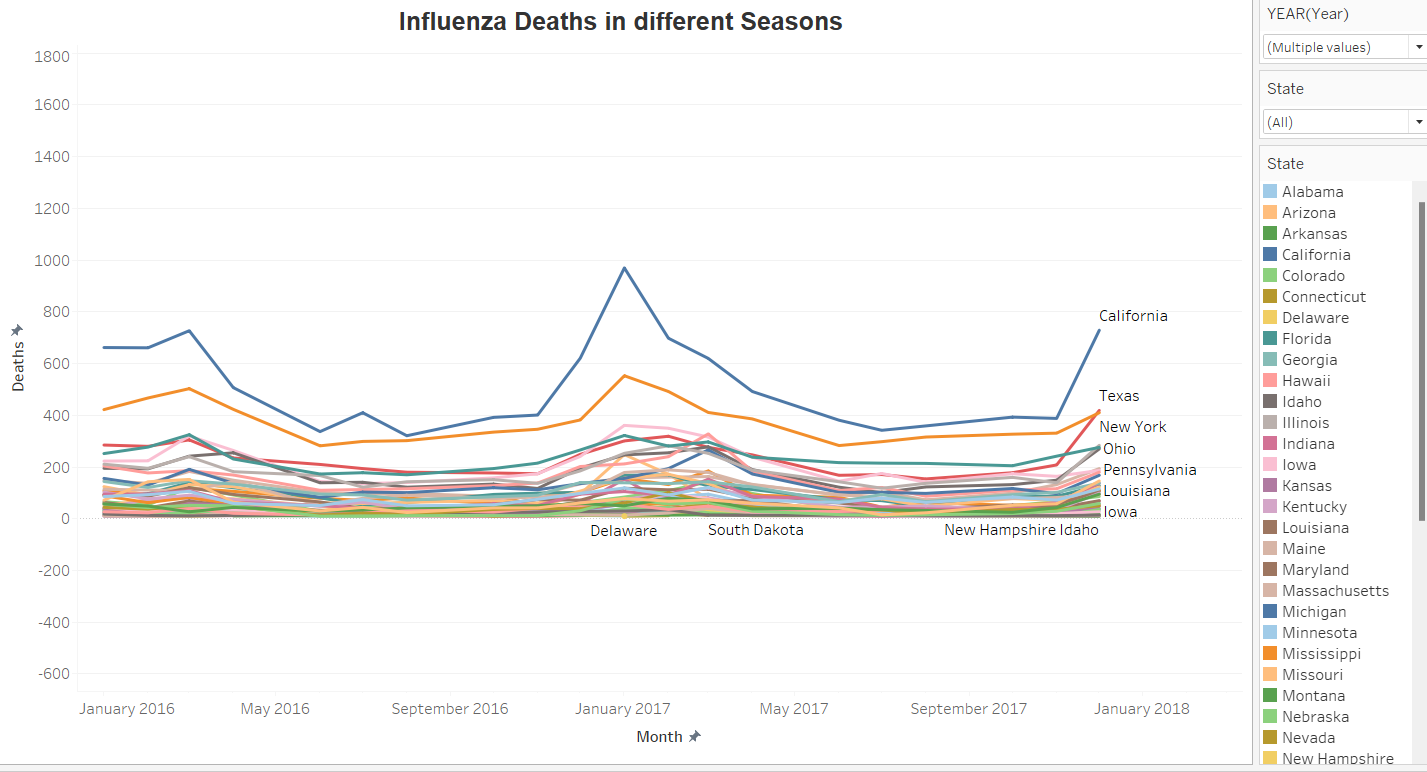 Influenza Deaths in different Seasons
1800
1600
1400
1200
1000
800
600
400
200
0
-200
-400
-600
Deaths
California
Texas
New York
Ohio
Pennsylvania
Louisiana
Iowa
Delaware
South Dakota
New Hampshire Idaho
January 2016
May 2016
September 2016
January 2017
May 2017
September 2017
January 2018
Month
YEAR(Year)
(Multiple values)
State
(All)
State
Alabama
Arizona
Arkansas
California
Colorado
Connecticut
Delaware
Florida
Georgia
Hawaii
Idaho
Illinois
Indiana
Iowa
Kansas
Kentucky
Louisiana
Maine
Maryland
Massachusetts
Michigan
Minnesota
Mississippi
Missouri
Montana
Nebraska
Nevada
New Hampshire